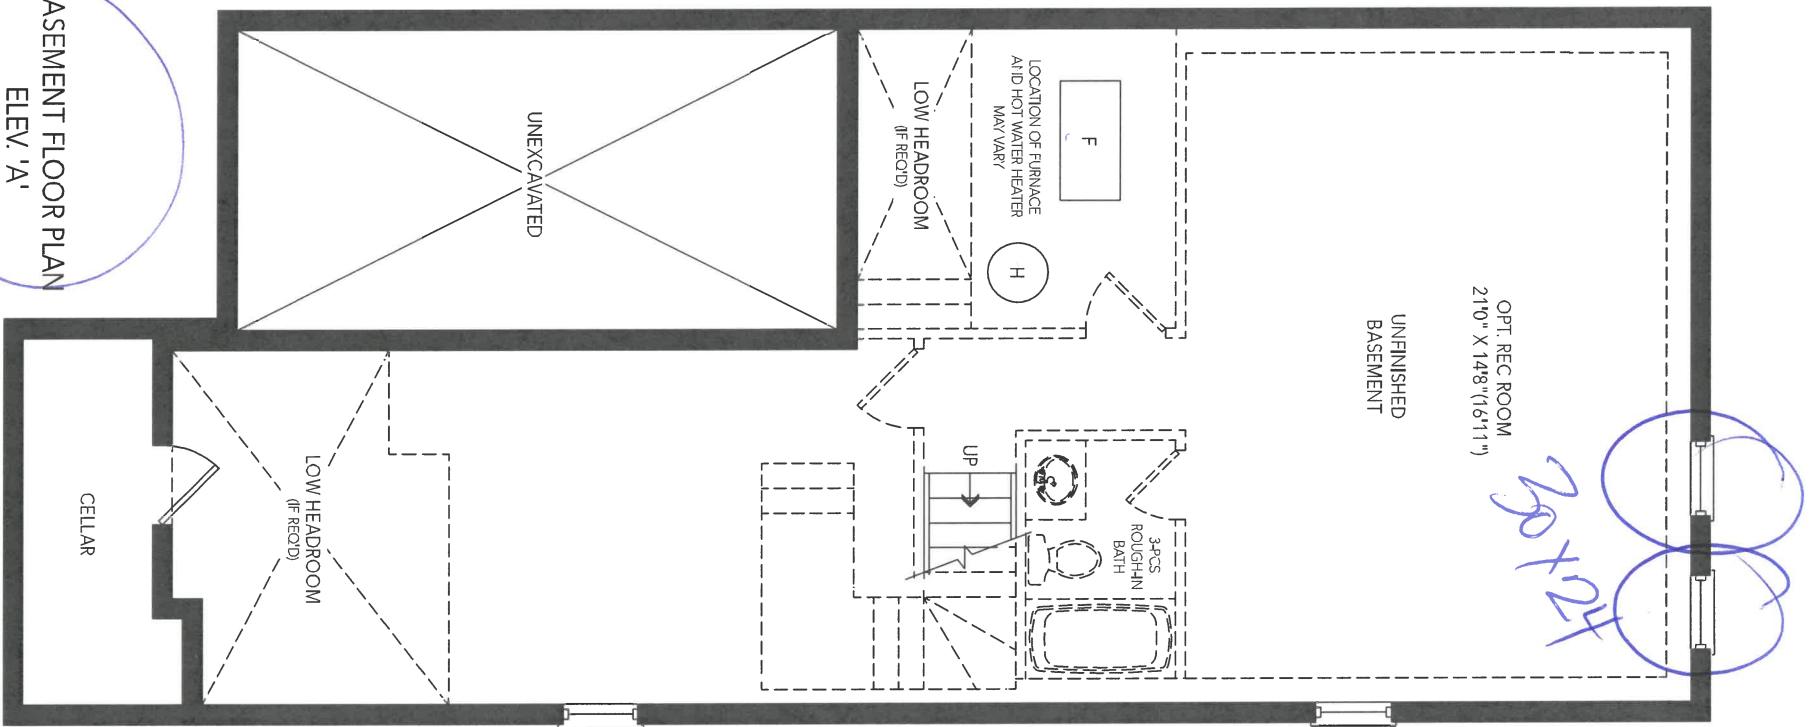 OPT. REC ROOM
21'0" X 14'8"(16'11")
UNFINISHED
BASEMENT
30 x 24
F
H
LOCATION OF FURNACE
AND HOT WATER HEATER
MAY VARY
LOW HEADROOM
(IF REQ'D)
3-PCS
ROUGH-IN
BATH
UP
UNEXCAVATED
LOW HEADROOM
(IF REQ'D)
CELLAR
ASEMENT FLOOR PLAN
ELEV. 'A'